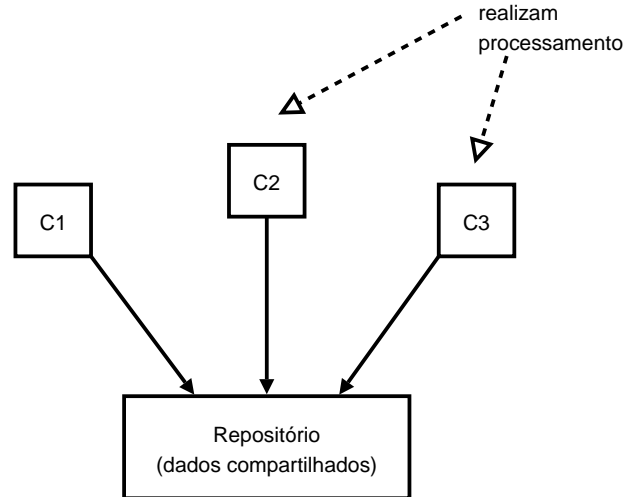 realizam
processamento
C2
C1
C3
Repositório
(dados compartilhados)